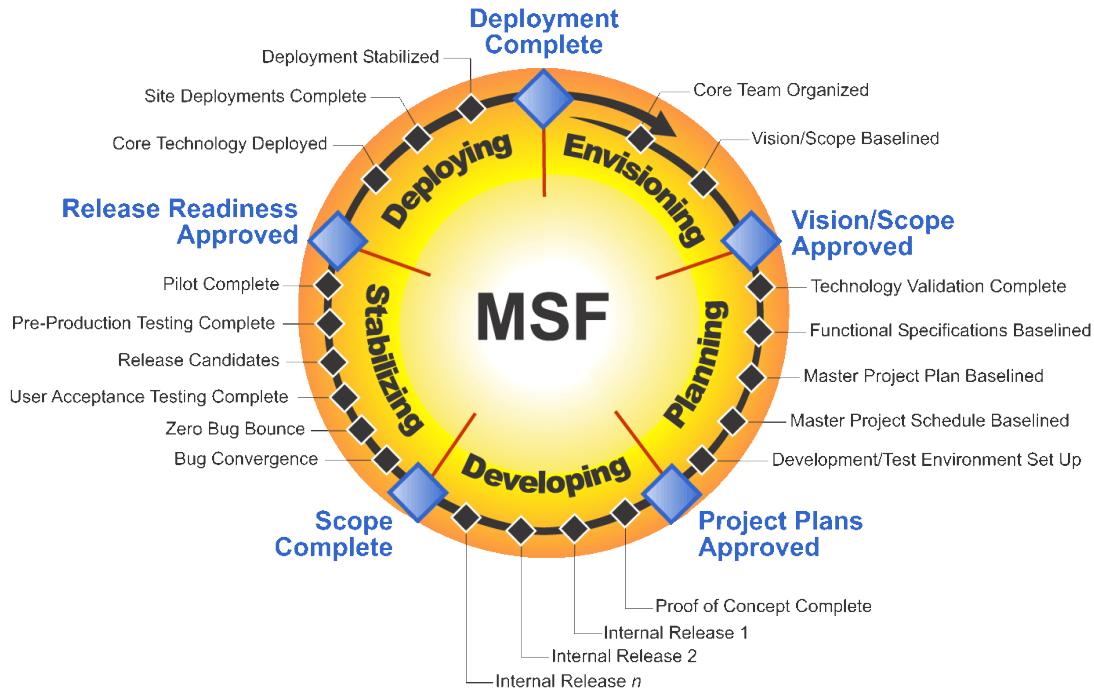 Deployment
Complete
Deployment Stabilized
Site Deployments Complete
Core Technology Deployed
Core Team Organized
Vision/Scope Baselined
Deploying
Envisioning
Release Readiness
Approved
Vision/Scope
Approved
Pilot Complete
Pre-Production Testing Complete
Release Candidates
User Acceptance Testing Complete
Zero Bug Bounce
Bug Convergence
Stabilizing
MSF
Planning
Technology Validation Complete
Functional Specifications Baselined
Master Project Plan Baselined
Master Project Schedule Baselined
Development/Test Environment Set Up
Developing
Scope
Complete
Project Plans
Approved
Proof of Concept Complete
Internal Release 1
Internal Release 2
Internal Release n